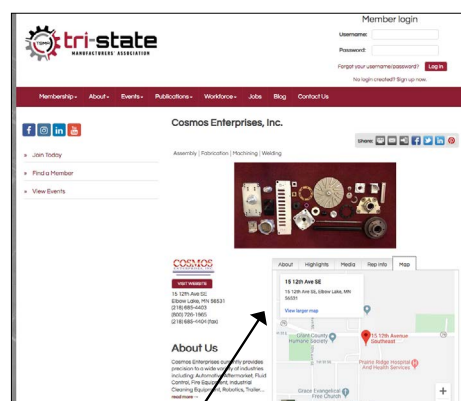 Member login
Username:
Password:
Forgot your username/password? Log in
No login created? Sign up now.
TSMA
tri-state
MANUFACTURERS' ASSOCIATION
Membership
About
Events
Publications
Workforce
Jobs
Blog
Contact Us
Join Today
Find a Member
View Events
Cosmos Enterprises, Inc.
Share:
Assembly | Fabrication | Machining | Welding
COSMOS
VISIT WEBSITE
15 12th Ave SE
Elbow Lake, MN 56531
(218) 685-4403
(800) 726-1965
(218) 685-4404 (fax)
About Us
Cosmos Enterprises currently provides
precision to a wide variety of industries
including: Automotive Aftermarket, Fluid
Control, Fire Equipment, Industrial
Cleaning Equipment, Robotics, Trailer...
read more
About
Highlights
Media
Rep Info
Map
15 12th Ave SE
15 12th Ave SE, Elbow Lake, MN
56531
View larger map
Grant County
Humane Society
15 12th Avenue
Southeast
Prairie Ridge Hospital
And Health Services
Grace Evangelical
Free Church
+